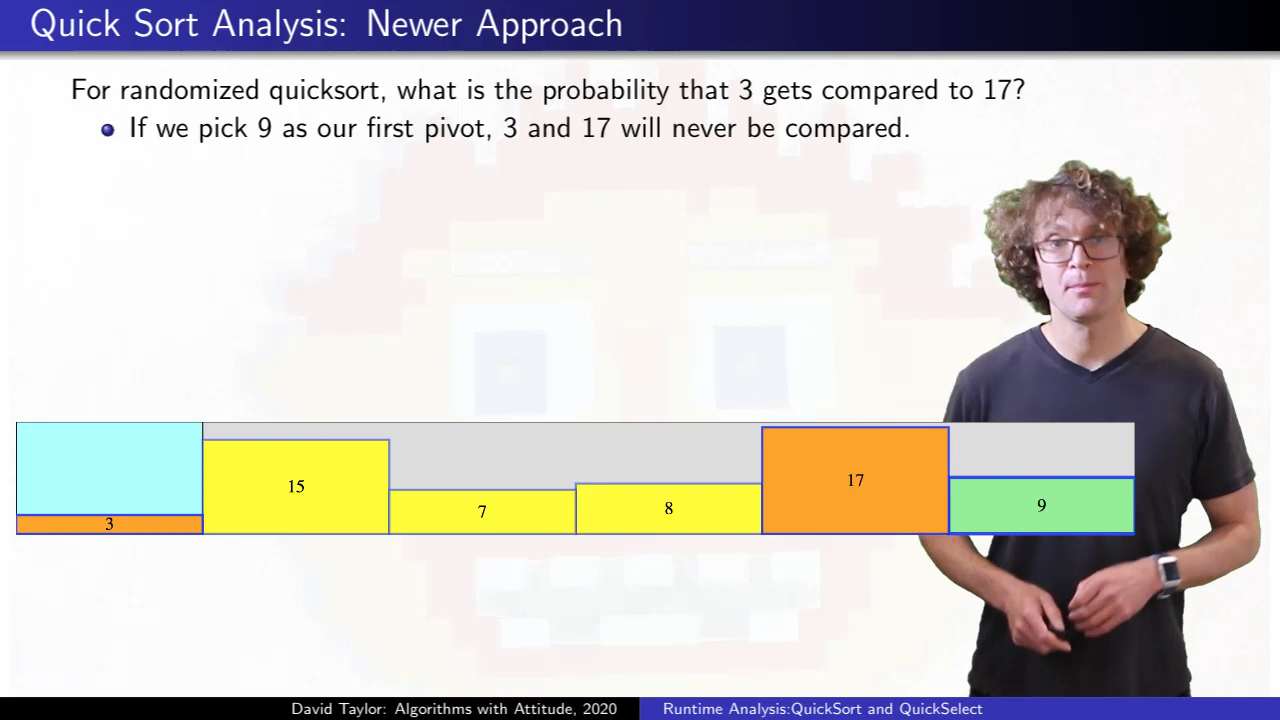 Quick Sort Analysis: Newer Approach
For randomized quicksort, what is the probability that 3 gets compared to 17?
If we pick 9 as our first pivot, 3 and 17 will never be compared.
3 15 7 8 17 9
David Taylor: Algorithms with Attitude, 2020 Runtime Analysis:QuickSort and QuickSelect